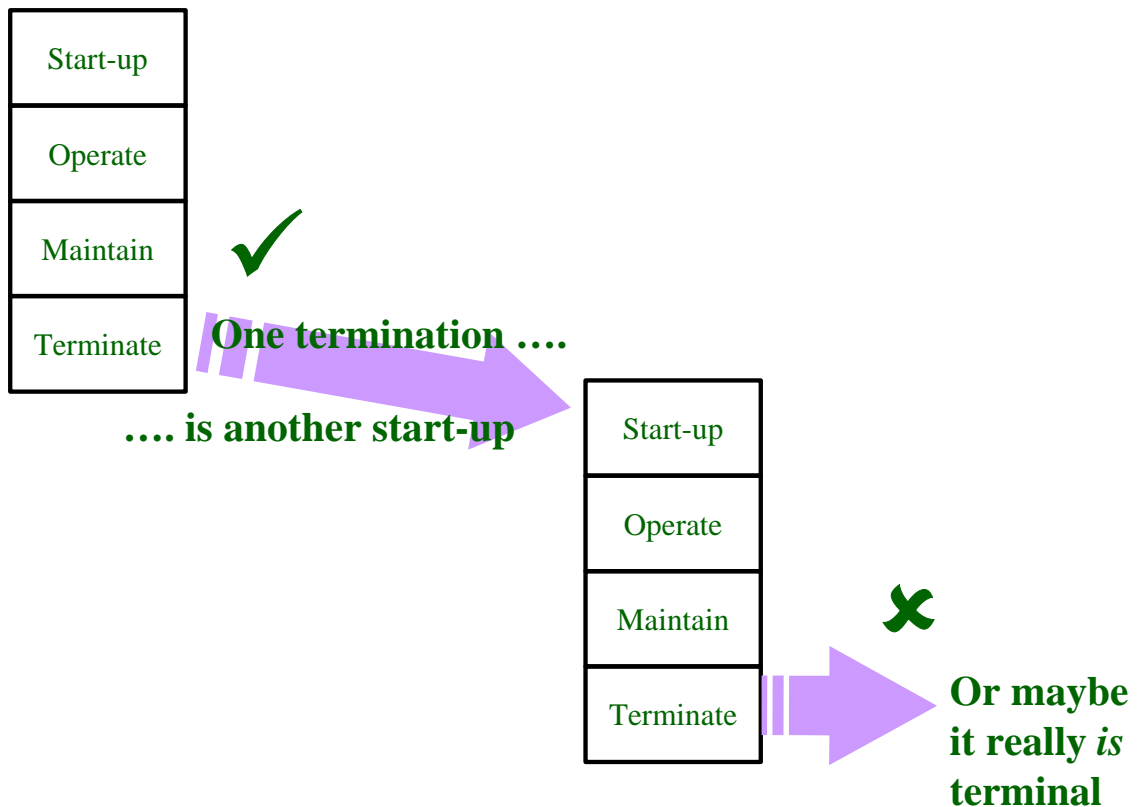 Start-up
Operate
Maintain
Terminate
One termination ....
.... is another start-up
Start-up
Operate
Maintain
Terminate
Or maybe
it really is
terminal